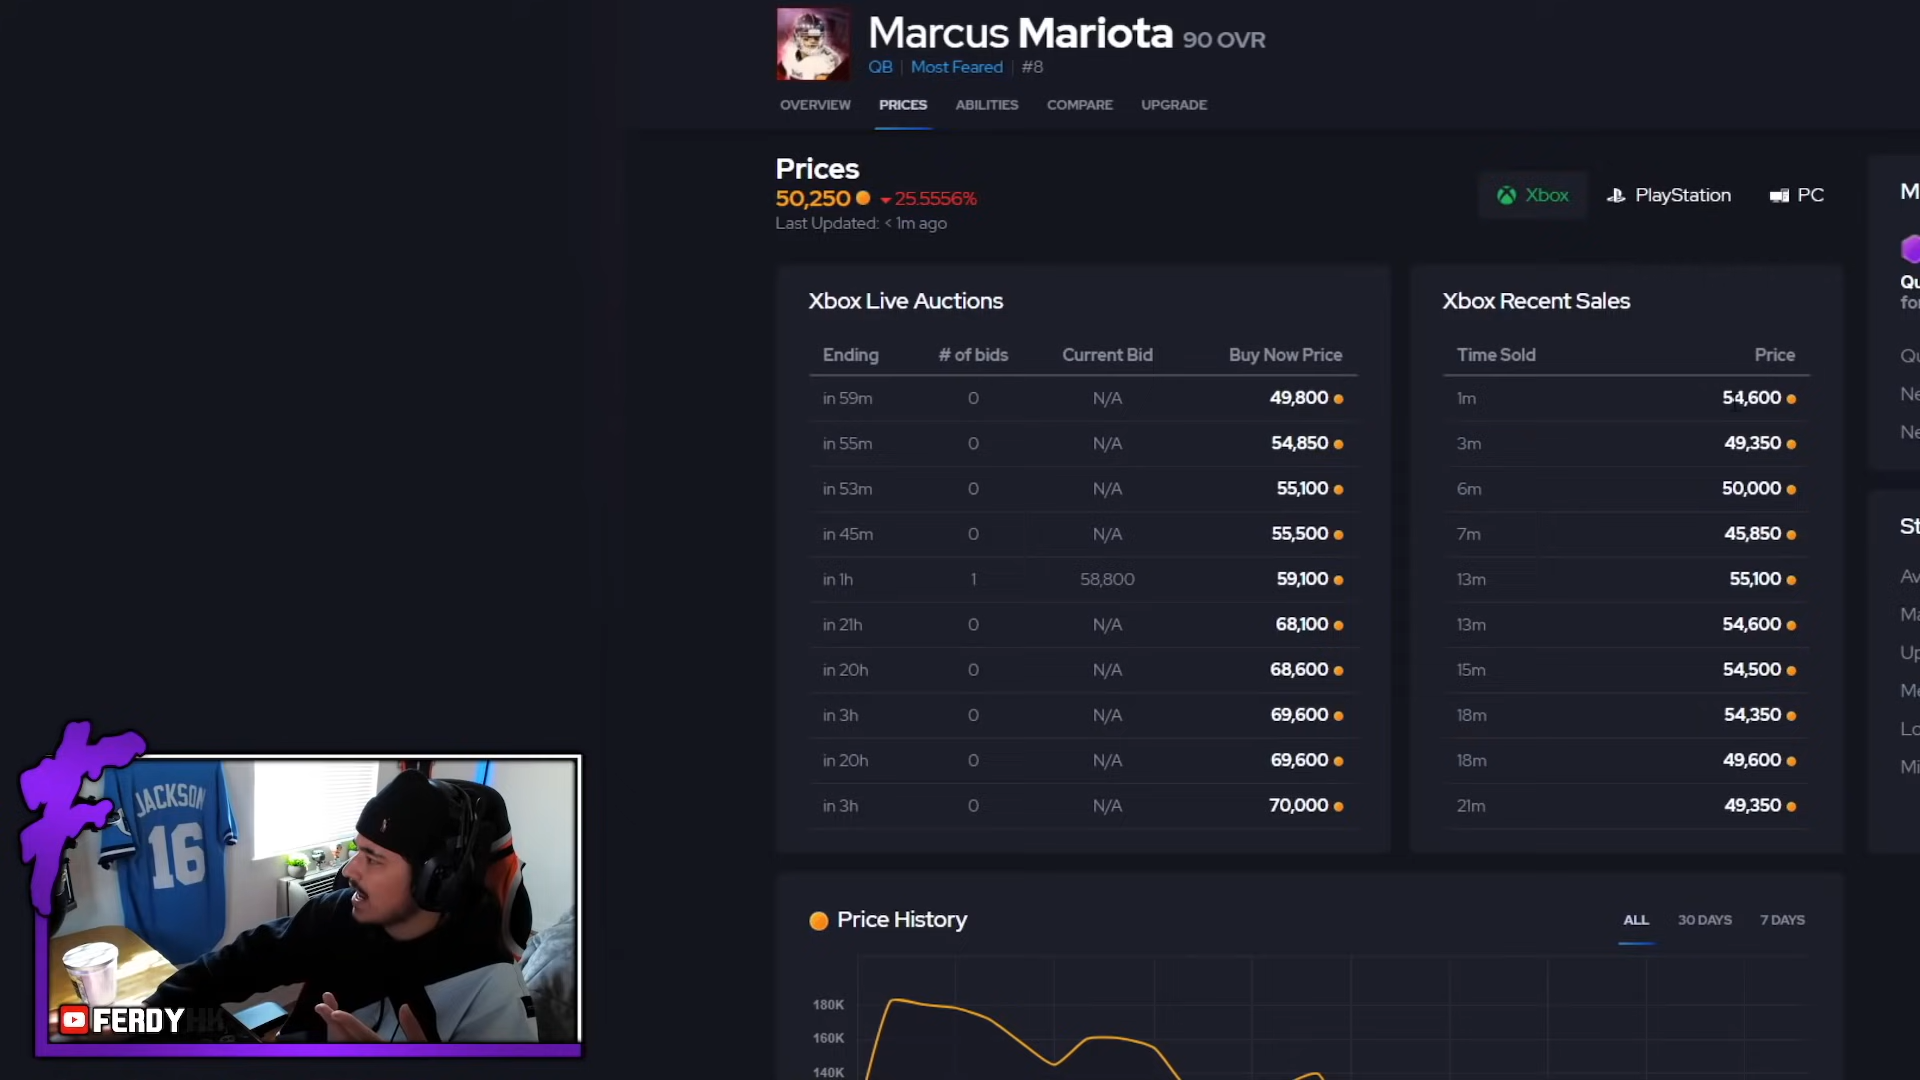 Marcus Mariota 90 OVR
QB | Most Feared | #8
OVERVIEW PRICES ABILITIES COMPARE UPGRADE
Prices
50,250 25.5556%
Last Updated: < 1m ago
Xbox PlayStation PC
Xbox Live Auctions
Ending # of bids Current Bid Buy Now Price
in 59m 0 N/A 49,800
in 55m 0 N/A 54,850
in 53m 0 N/A 55,100
in 45m 0 N/A 55,500
in 1h 1 58,800 59,100
in 21h 0 N/A 68,100
in 20h 0 N/A 68,600
in 3h 0 N/A 69,600
in 20h 0 N/A 69,600
in 3h 0 N/A 70,000
Xbox Recent Sales
Time Sold Price
1m 54,600
3m 49,350
6m 50,000
7m 45,850
13m 55,100
13m 54,600
15m 54,500
18m 54,350
18m 49,600
21m 49,350
Price History
ALL 30 DAYS 7 DAYS
180K
160K
140K
JACKSON
16
FERDYHK